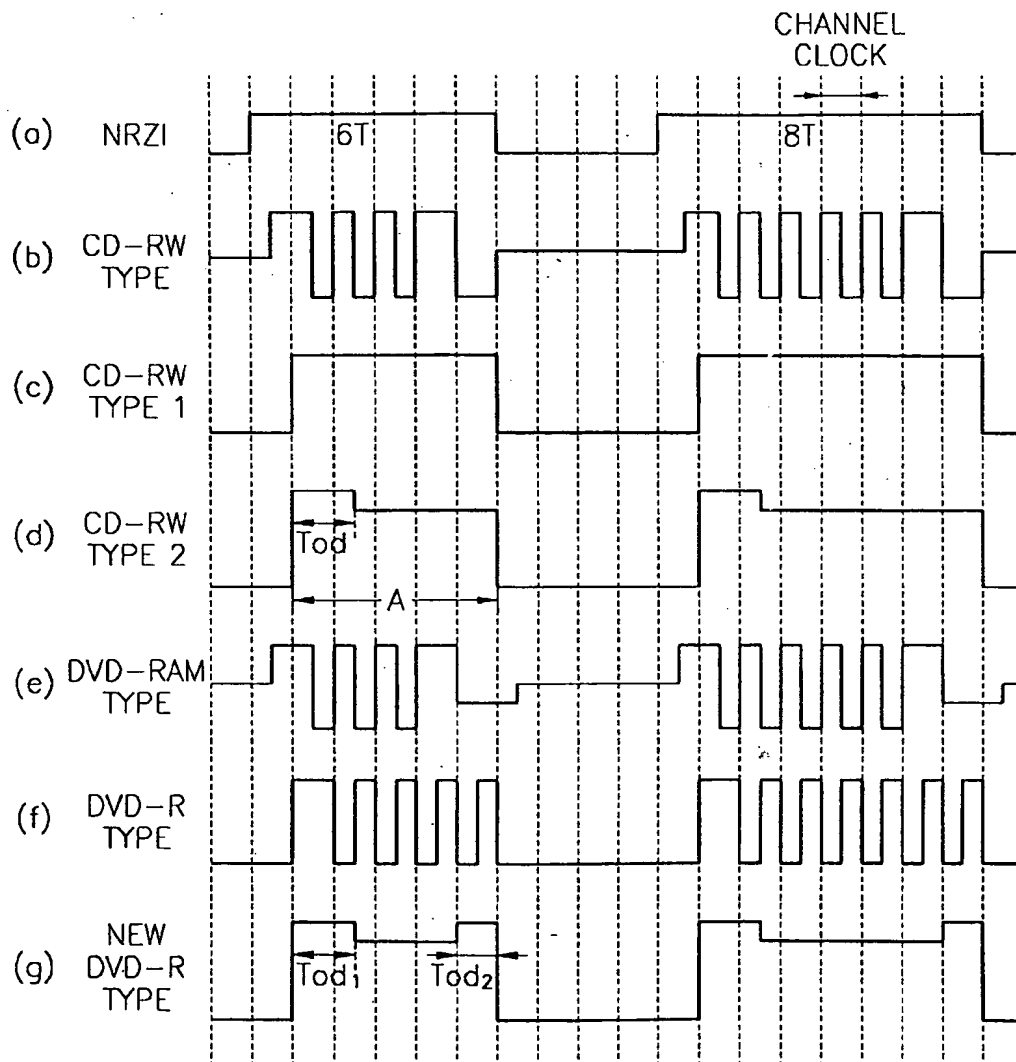 CHANNEL
CLOCK
(a) NRZI
6T
8T
(b) CD-RW
TYPE
(c) CD-RW
TYPE 1
(d) CD-RW
TYPE 2
Tod'
A
(e) DVD-RAM
TYPE
(f) DVD-R
TYPE
(g) NEW
DVD-R
TYPE
Tod1
Tod2